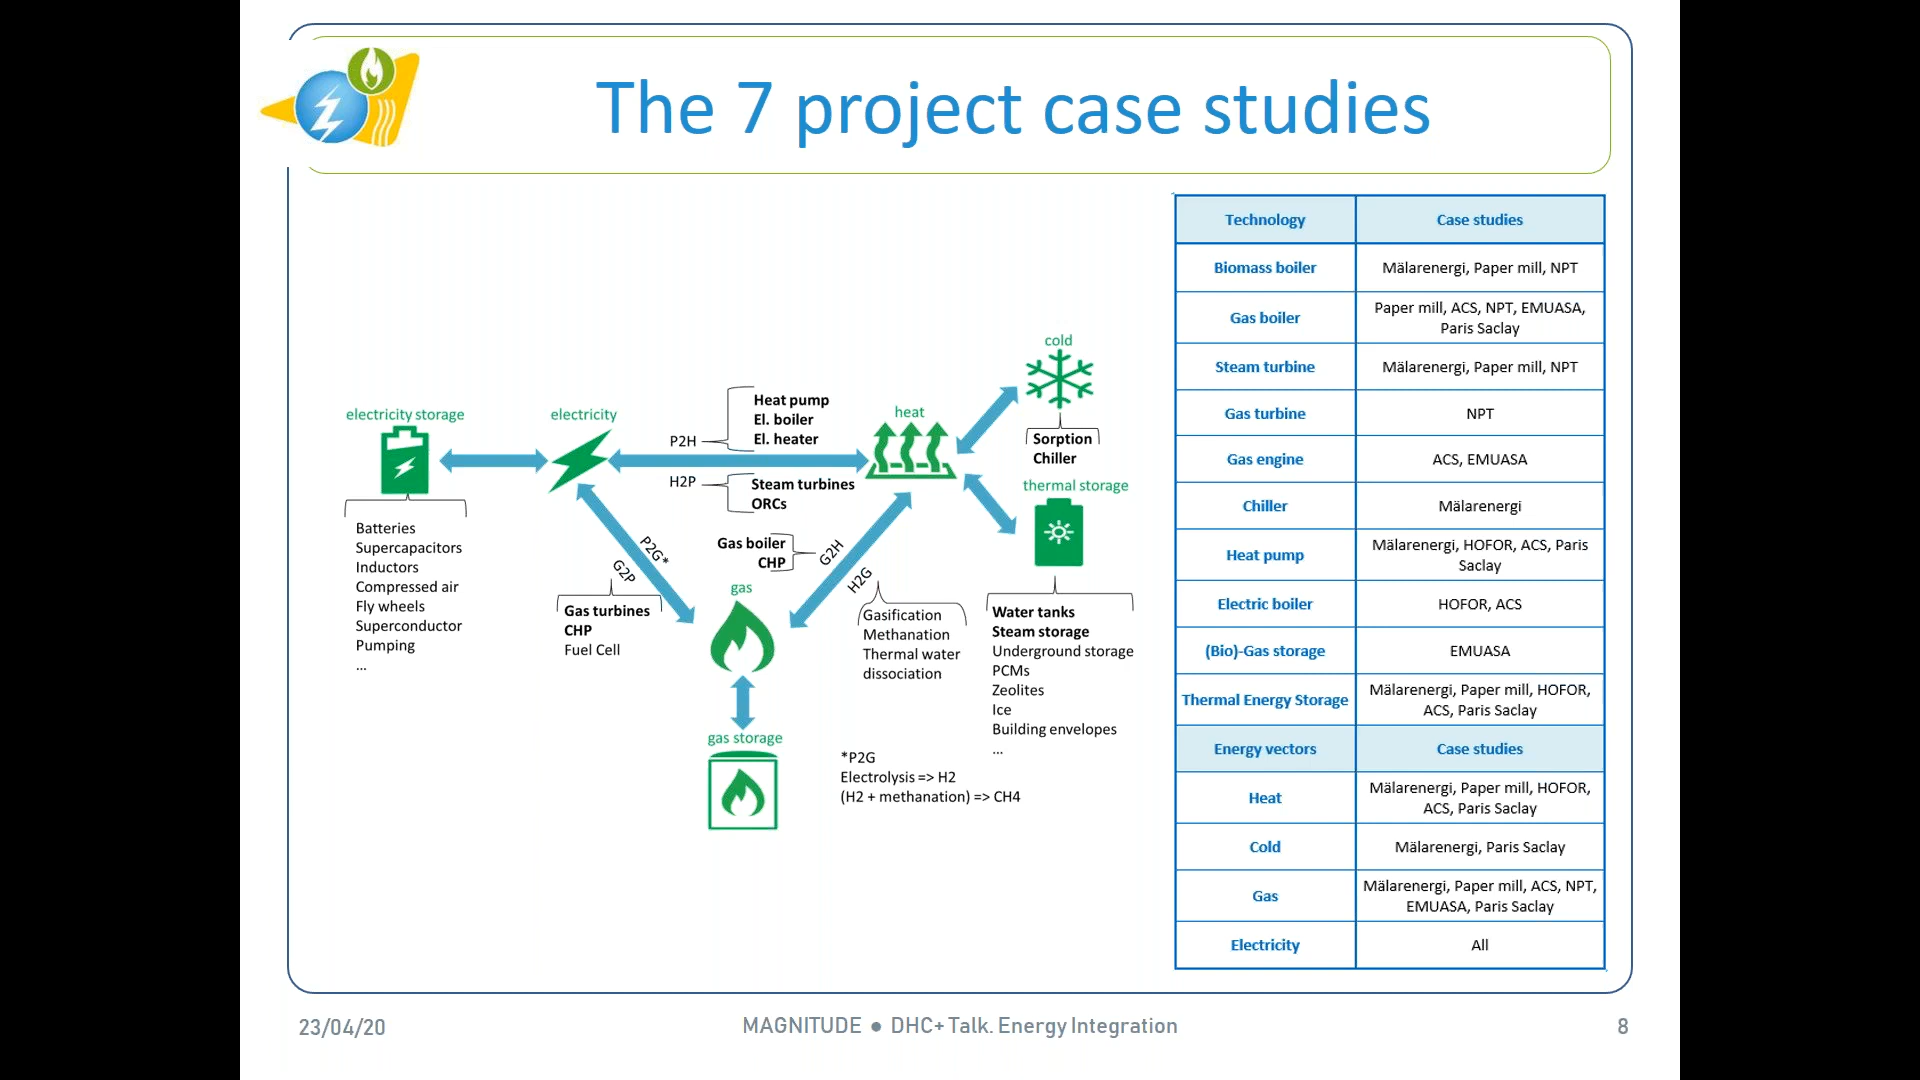 The 7 project case studies
electricity storage
Batteries
Supercapacitors
Inductors
Compressed air
Fly wheels
Superconductor
Pumping
...
electricity
P2H
Heat pump
El. boiler
El. heater
H2P
Steam turbines
ORCs
heat
cold
Sorption
Chiller
thermal storage
Water tanks
Steam storage
Underground storage
PCMs
Zeolites
Ice
Building envelopes
...
P2G*
G2P
Gas turbines
CHP
Fuel Cell
Gas boiler
CHP
G2H
H2G
Gasification
Methanation
Thermal water
dissociation
gas
gas storage
*P2G
Electrolysis => H2
(H2 + methanation) => CH4
Technology Case studies
Biomass boiler Mälarenergi, Paper mill, NPT
Gas boiler Paper mill, ACS, NPT, EMUASA,
Paris Saclay
Steam turbine Mälarenergi, Paper mill, NPT
Gas turbine NPT
Gas engine ACS, EMUASA
Chiller Mälarenergi
Heat pump Mälarenergi, HOFOR, ACS, Paris
Saclay
Electric boiler HOFOR, ACS
(Bio)-Gas storage EMUASA
Thermal Energy Storage Mälarenergi, Paper mill, HOFOR,
ACS, Paris Saclay
Energy vectors Case studies
Heat Mälarenergi, Paper mill, HOFOR,
ACS, Paris Saclay
Cold Mälarenergi, Paris Saclay
Gas Mälarenergi, Paper mill, ACS, NPT,
EMUASA, Paris Saclay
Electricity All
23/04/20 MAGNITUDE ● DHC+ Talk. Energy Integration 8